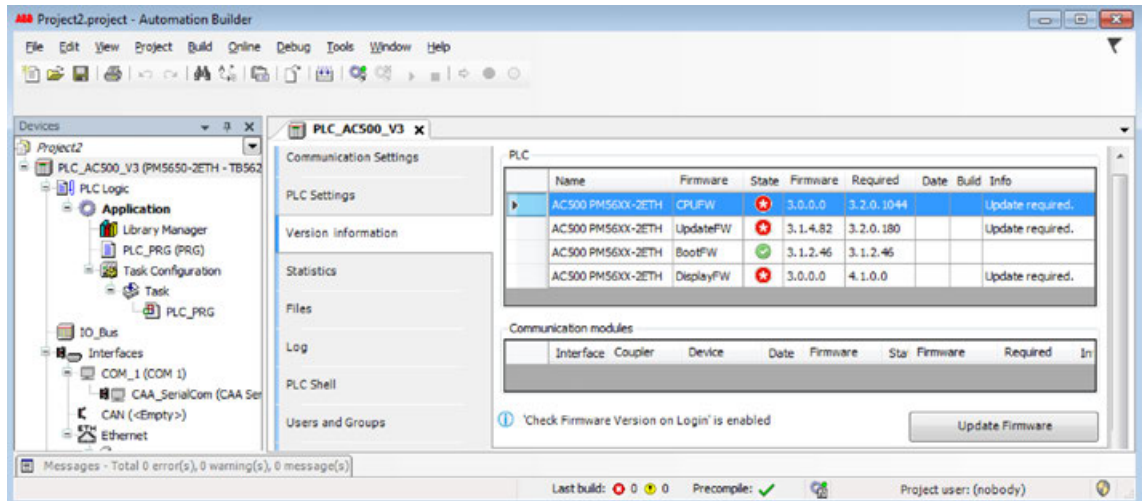 ABB Project2.project - Automation Builder
File Edit View Project Build Online Debug Tools Window Help
Devices
Project2
PLC_AC500_V3 (PM5650-2ETH - TB562
PLC Logic
Application
Library Manager
PLC_PRG (PRG)
Task Configuration
Task
PLC_PRG
IO_Bus
Interfaces
COM_1 (COM 1)
CAA_SerialCom (CAA Ser
CAN (<Empty>)
ETH Ethernet
PLC_AC500_V3
Communication Settings
PLC Settings
Version information
Statistics
Files
Log
PLC Shell
Users and Groups
PLC
Name Firmware State Firmware Required Date Build Info
AC500 PM56XX-2ETH CPUFW 3.0.0.0 3.2.0.1044 Update required.
AC500 PM56XX-2ETH UpdateFW 3.1.4.82 3.2.0.180 Update required.
AC500 PM56XX-2ETH BootFW 3.1.2.46 3.1.2.46
AC500 PM56XX-2ETH DisplayFW 3.0.0.0 4.1.0.0 Update required.
Communication modules
Interface Coupler Device Date Firmware Sta Firmware Required In
'Check Firmware Version on Login' is enabled
Update Firmware
Messages - Total 0 error(s), 0 warning(s), 0 message(s)
Last build: 0 0 Precompile: Project user: (nobody)